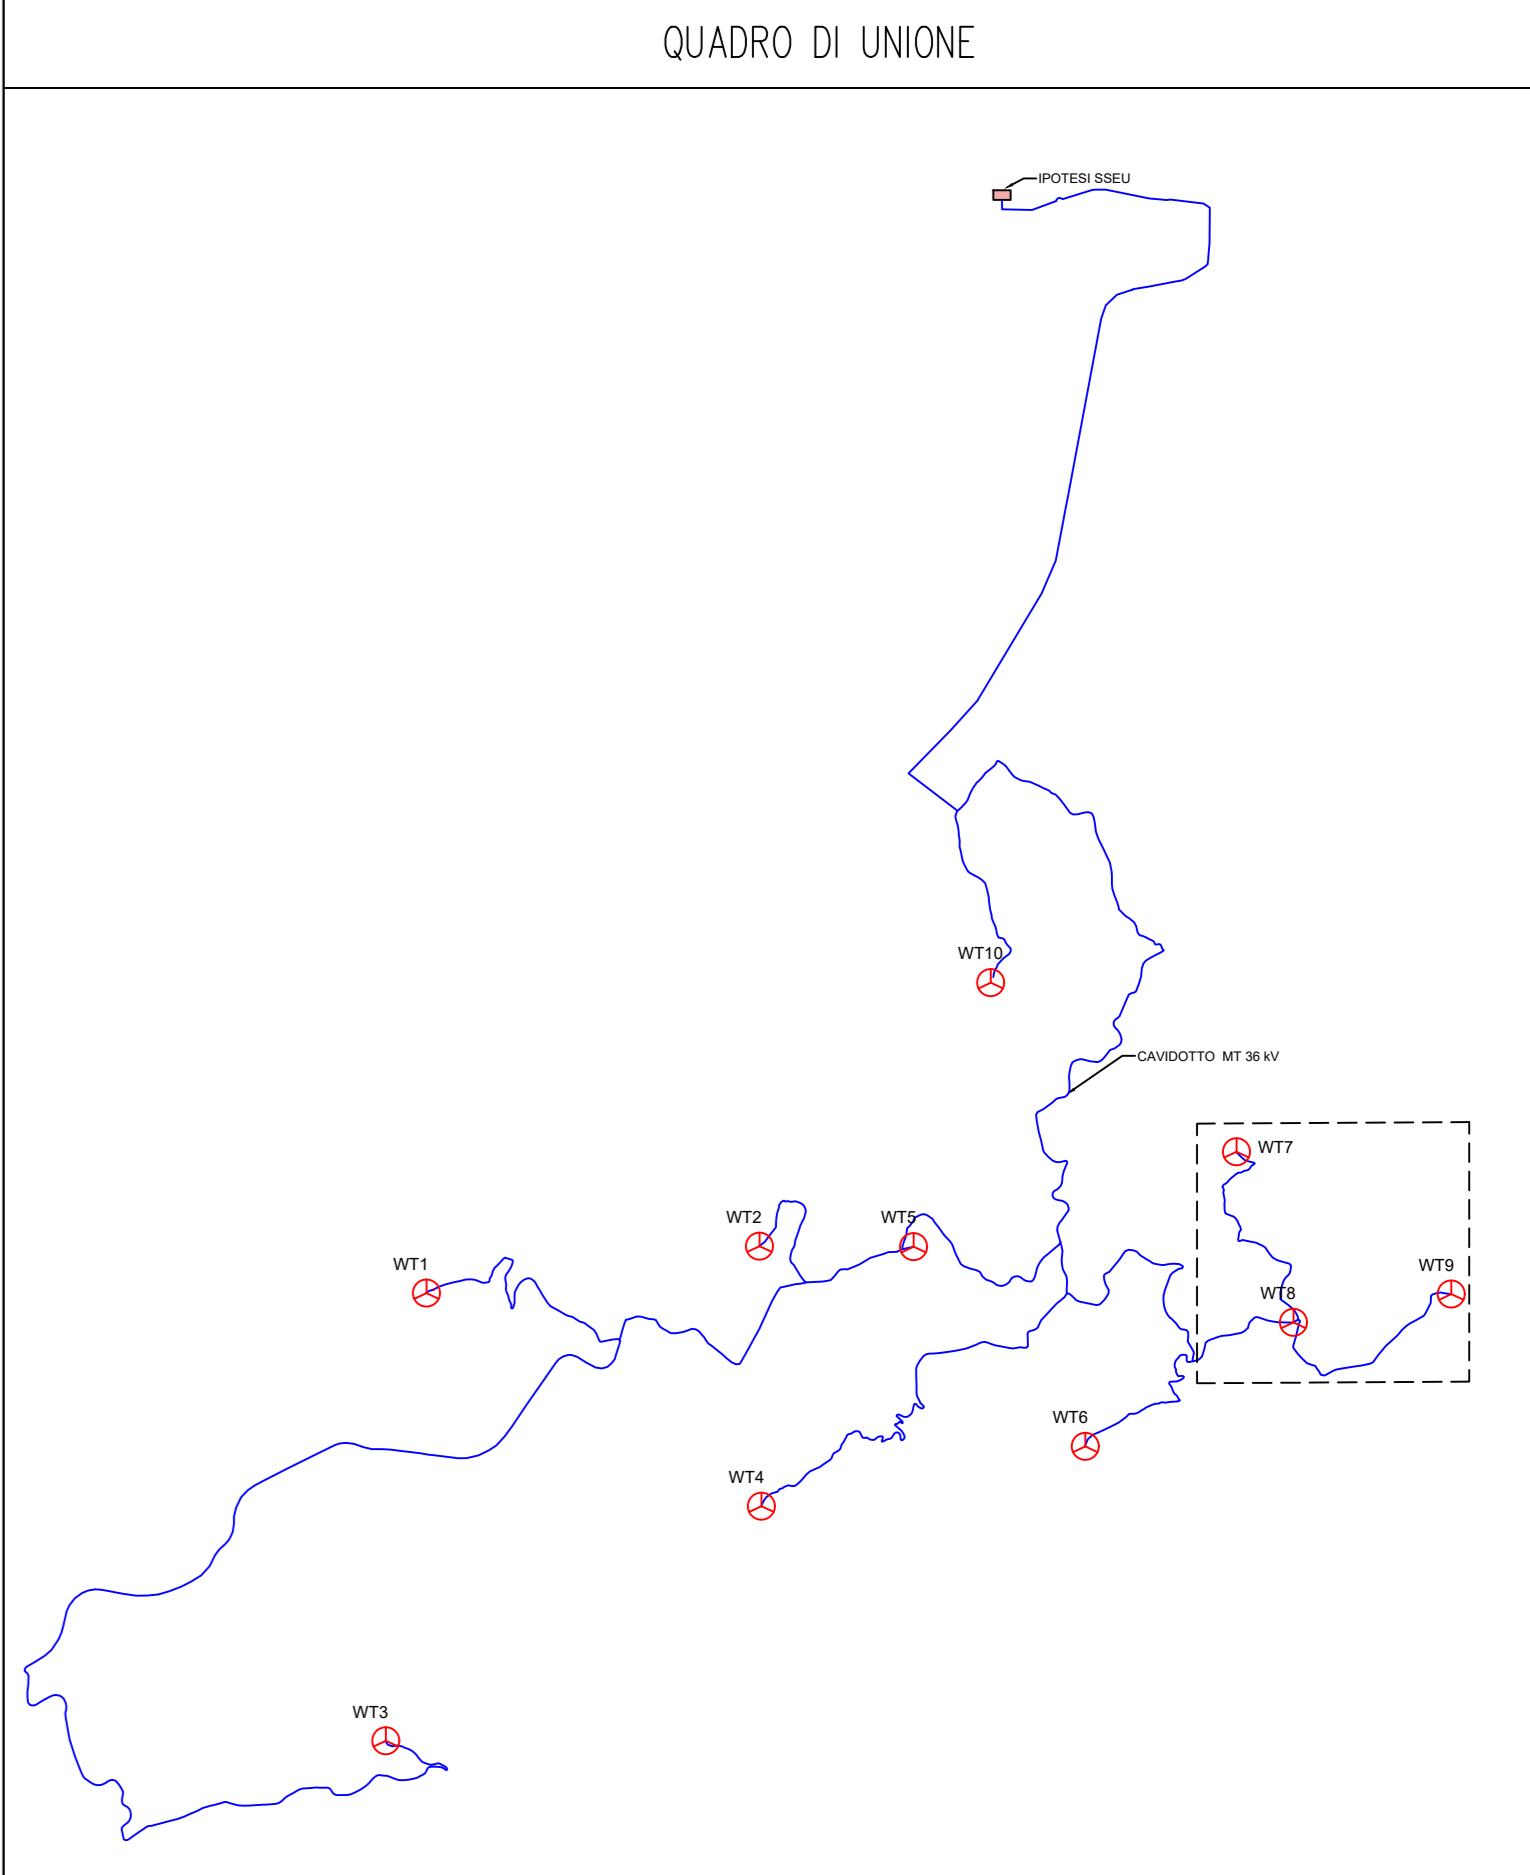 QUADRO DI UNIONE
IPOTESI SSEU
WT10
CAVIDOTTO MT 36 kV
WT7
WT2
WT5
WT1
WT9
WT8
WT6
WT4
WT3